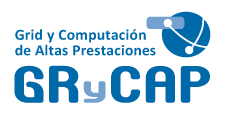 Grid y Computación
de Altas Prestaciones
GRyCAP